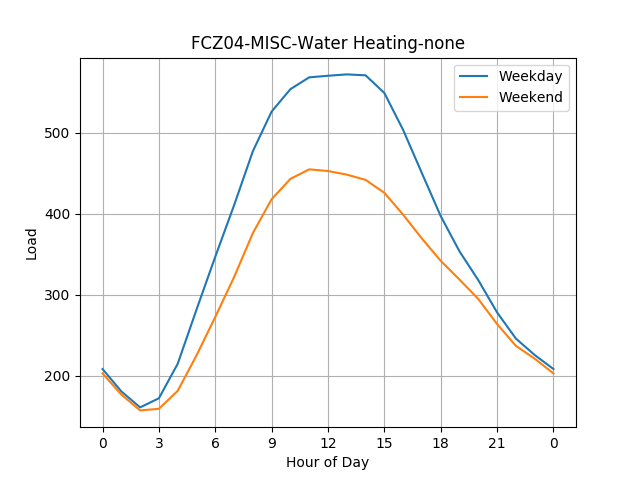 FCZ04-MISC-Water Heating-none
Weekday
Weekend
500
400
300
200
Load
0 3 6 9 12 15 18 21 0
Hour of Day